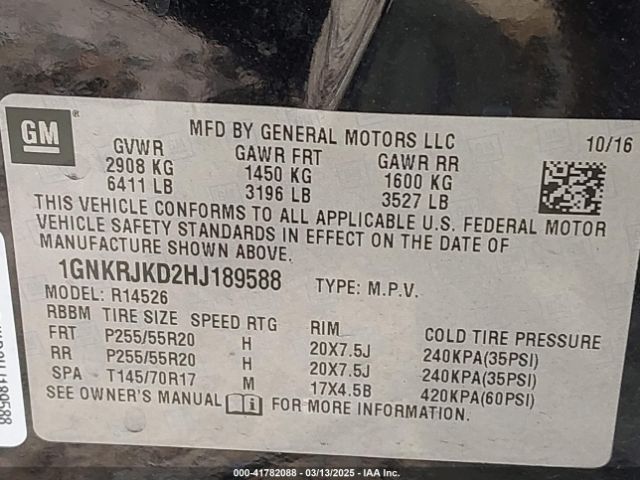 GM ®
MFD BY GENERAL MOTORS LLC
10/16
GVWR GAWR FRT GAWR RR
2908 KG 1450 KG 1600 KG
6411 LB 3196 LB 3527 LB
THIS VEHICLE CONFORMS TO ALL APPLICABLE U.S. FEDERAL MOTOR
VEHICLE SAFETY STANDARDS IN EFFECT ON THE DATE OF
MANUFACTURE SHOWN ABOVE.
1GNKRJKD2HJ189588 TYPE: M.P.V.
MODEL: R14526
RBBM TIRE SIZE SPEED RTG RIM COLD TIRE PRESSURE
FRT P255/55R20 H 20X7.5J 240KPA(35PSI)
RR P255/55R20 H 20X7.5J 240KPA(35PSI)
SPA T145/70R17 M 17X4.5B 420KPA(60PSI)
SEE OWNER'S MANUAL i FOR MORE INFORMATION.
000-41782088 - 03/13/2025 - IAA Inc.